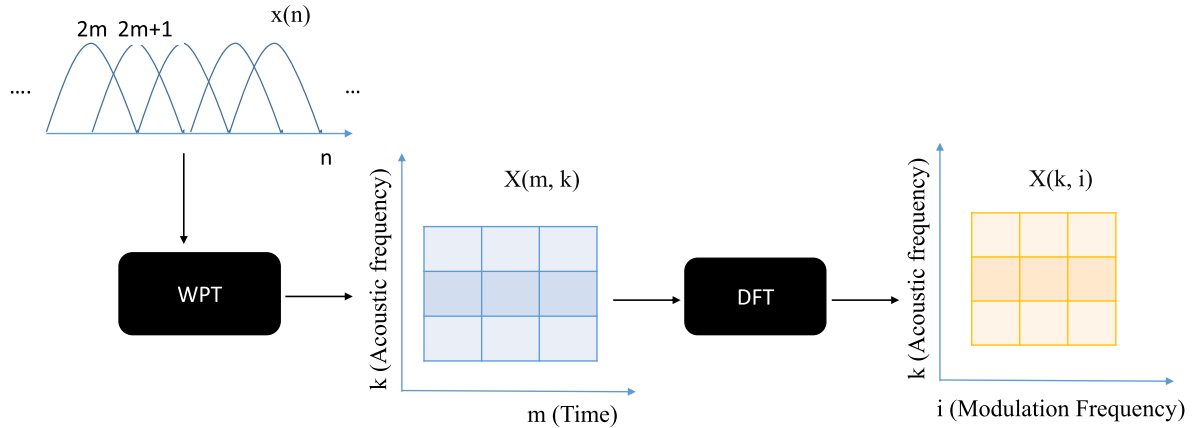 x(n)
2m 2m+1
.... ...
n
WPT
X(m, k)
k (Acoustic frequency)
m (Time)
DFT
X(k, i)
k (Acoustic frequency)
i (Modulation Frequency)